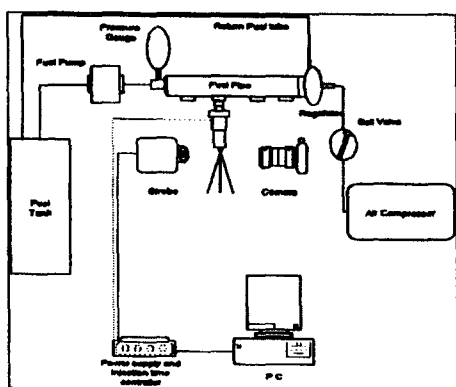 Pressure
Gauge
Return Fuel tube
Fuel Pump
Fuel Pipe
Regulator
Ball Valve
Strobe
Camera
Fuel
Tank
Air Compressor
Power supply and
injection time
controller
PC